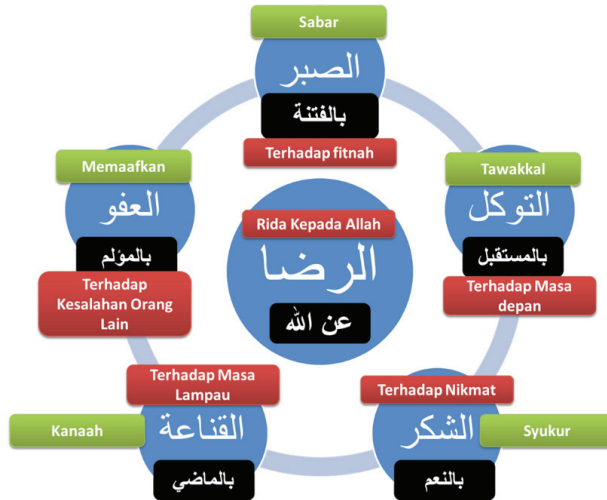 Sabar
الصبر
بالفتنة
Terhadap fitnah
Tawakkal
التوكل
بالمستقبل
Terhadap Masa
depan
Terhadap Nikmat
الشكر
Syukur
بالنعم
Terhadap Masa
Lampau
القناعة
Kanaah
بالماضي
Memaafkan
العفو
بالمؤلم
Terhadap
Kesalahan Orang
Lain
Rida Kepada Allah
الرضا
عن الله